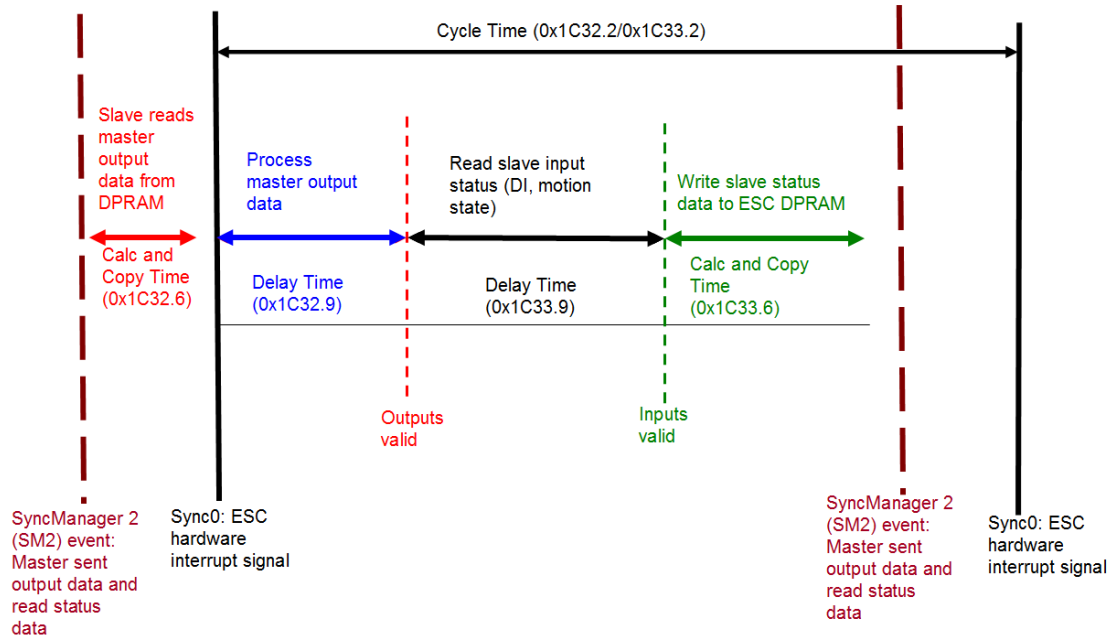 Cycle Time (0x1C32.2/0x1C33.2)
Slave reads
master
output
data from
DPRAM
Calc and
Copy Time
(0x1C32.6)
Process
master output
data
Delay Time
(0x1C32.9)
Read slave input
status (DI, motion
state)
Delay Time
(0x1C33.9)
Write slave status
data to ESC DPRAM
Calc and Copy
Time
(0x1C33.6)
Outputs
valid
Inputs
valid
SyncManager 2
(SM2) event:
Master sent
output data and
read status
data
Sync0: ESC
hardware
interrupt signal
SyncManager 2
(SM2) event:
Master sent
output data and
read status
data
Sync0: ESC
hardware
interrupt signal